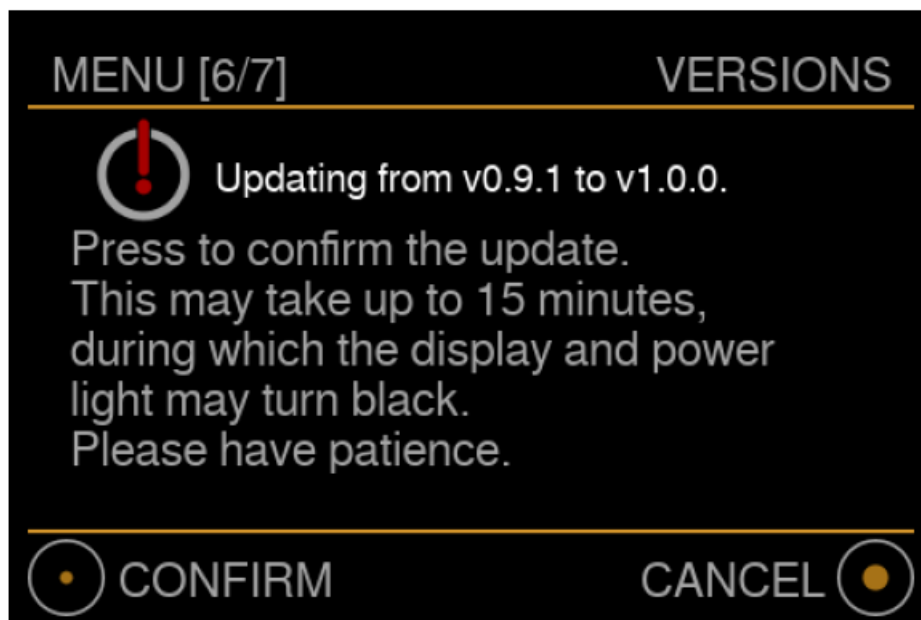 MENU [6/7] VERSIONS
Updating from v0.9.1 to v1.0.0.
Press to confirm the update.
This may take up to 15 minutes,
during which the display and power
light may turn black.
Please have patience.
CONFIRM CANCEL